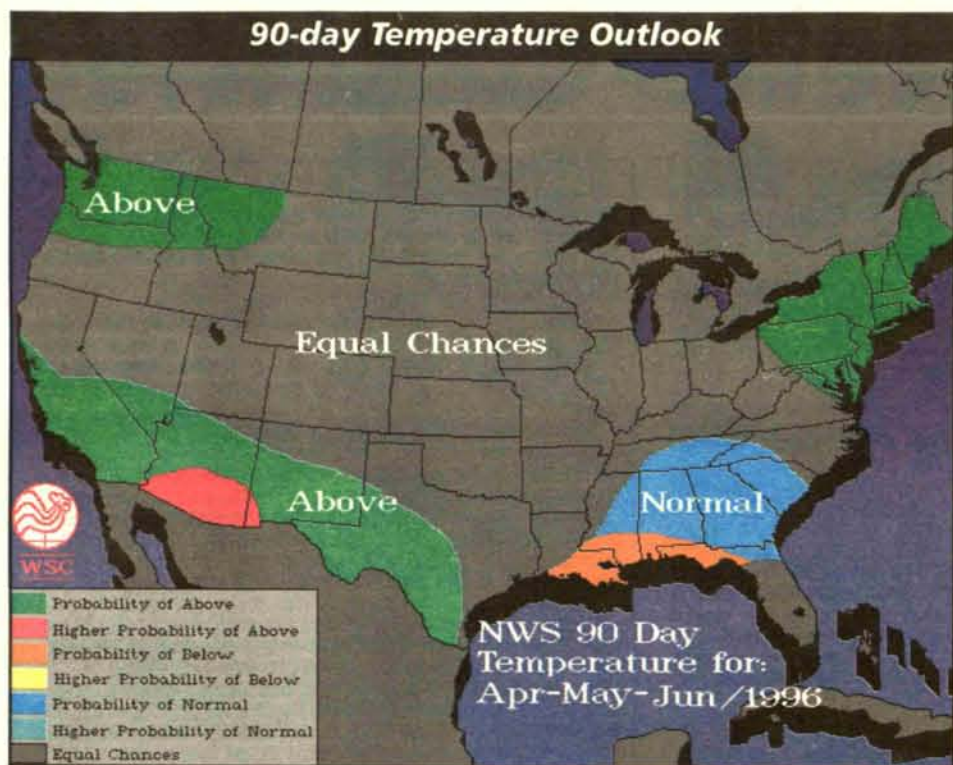 90-day Temperature Outlook
Above
Equal Chances
Above
Normal
WSC
Probability of Above
Higher Probability of Above
Probability of Below
Higher Probability of Below
Probability of Normal
Higher Probability of Normal
Equal Chances
NWS 90 Day
Temperature for:
Apr-May-Jun/1996